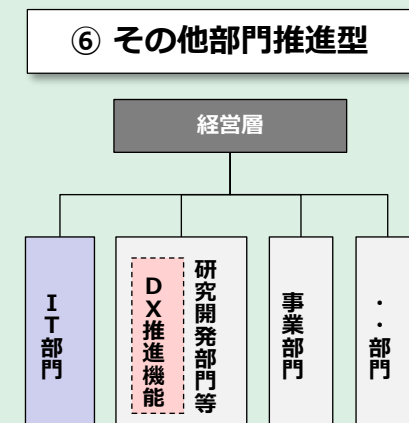 ⑥ その他部門推進型
経営層
IT部門
DX推進機能
研究開発部門等
事業部門
・・部門